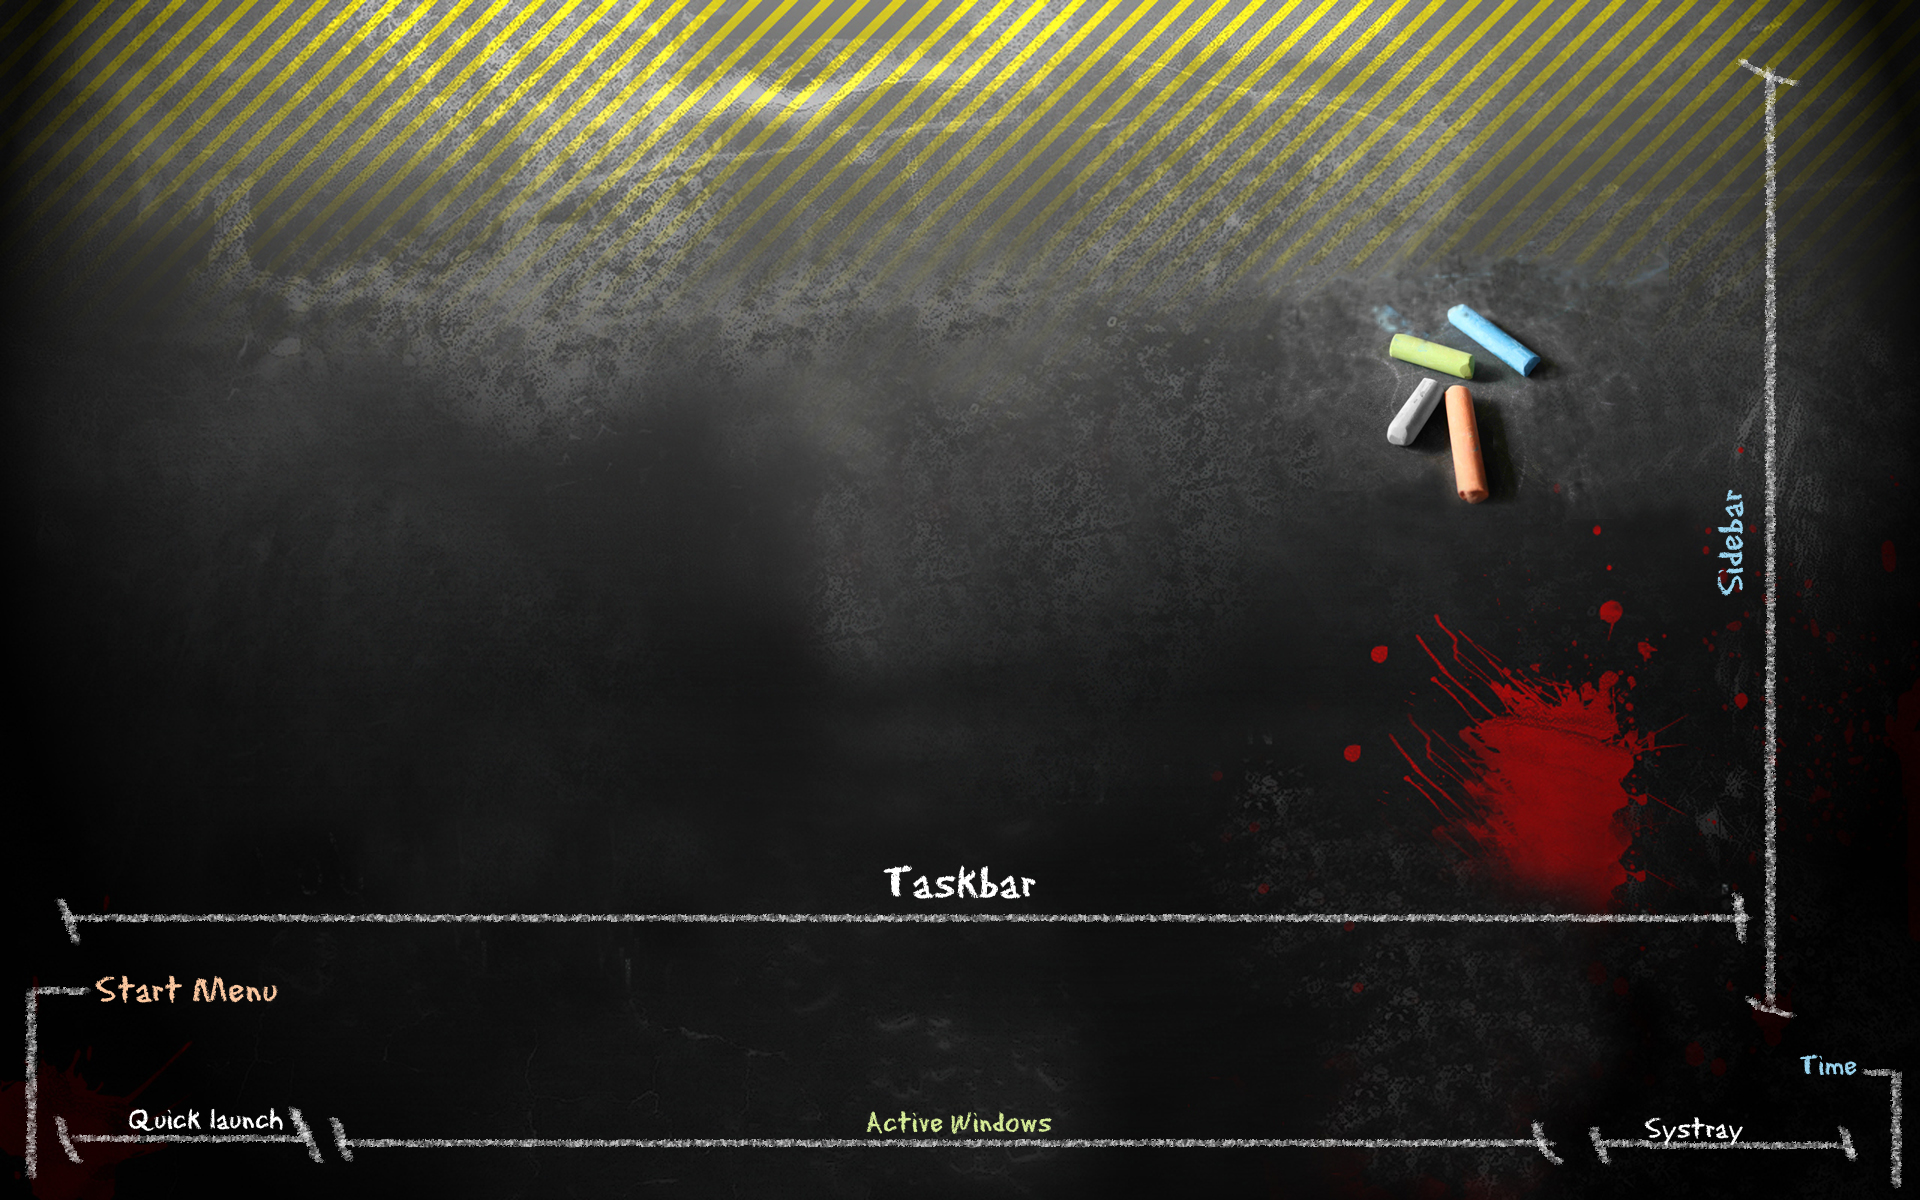 Sidebar
Taskbar
Start Menu
Time
Quick launch
Active Windows
Systray